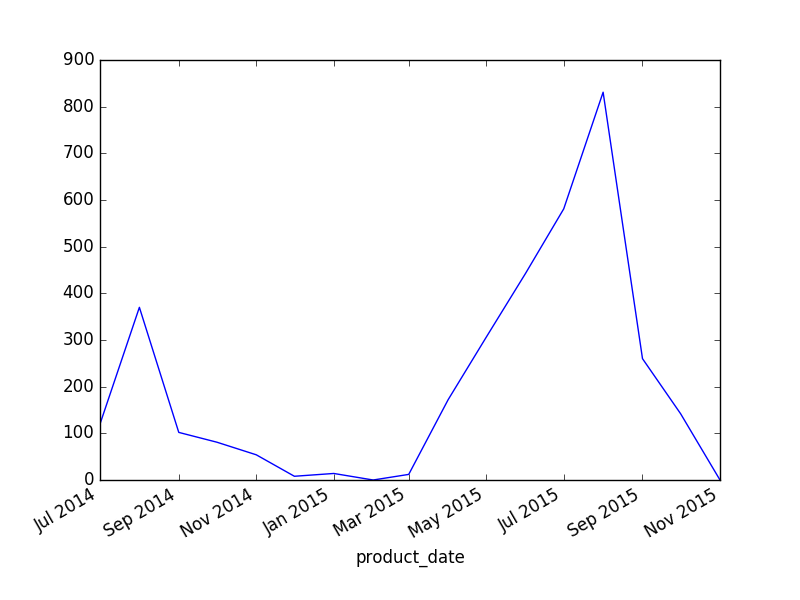 900
800
700
600
500
400
300
200
100
0
Jul 2014
Sep 2014
Nov 2014
Jan 2015
Mar 2015
May 2015
Jul 2015
Sep 2015
Nov 2015
product_date